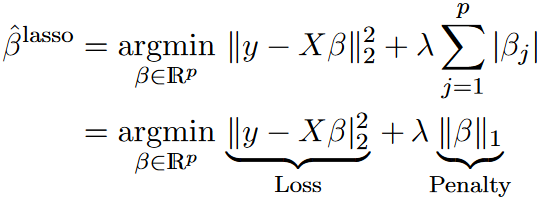 β̂^lasso = argmin_{β∈ℝ^p} ‖y − Xβ‖₂² + λ ∑_{j=1}^{p} |β_j|
= argmin_{β∈ℝ^p} ‖y − Xβ|₂² + λ ‖β‖₁
Loss Penalty